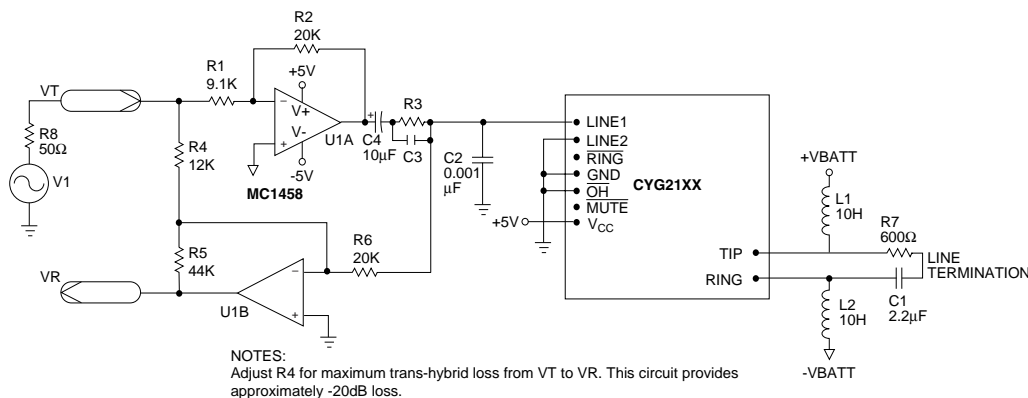 R2
20K
R1
9.1K
+5V
VT
−
V+
V-
+
U1A
-5V
MC1458
R8
50Ω
V1
R4
12K
+
C4
10μF
R3
C3
C2
0.001
μF
LINE1
LINE2
RING
GND
OH
MUTE
VCC
+5V
CYG21XX
TIP
RING
+VBATT
L1
10H
R7
600Ω
LINE
TERMINATION
C1
2.2μF
L2
10H
-VBATT
R5
44K
R6
20K
VR
−
+
U1B
NOTES:
Adjust R4 for maximum trans-hybrid loss from VT to VR. This circuit provides
approximately -20dB loss.